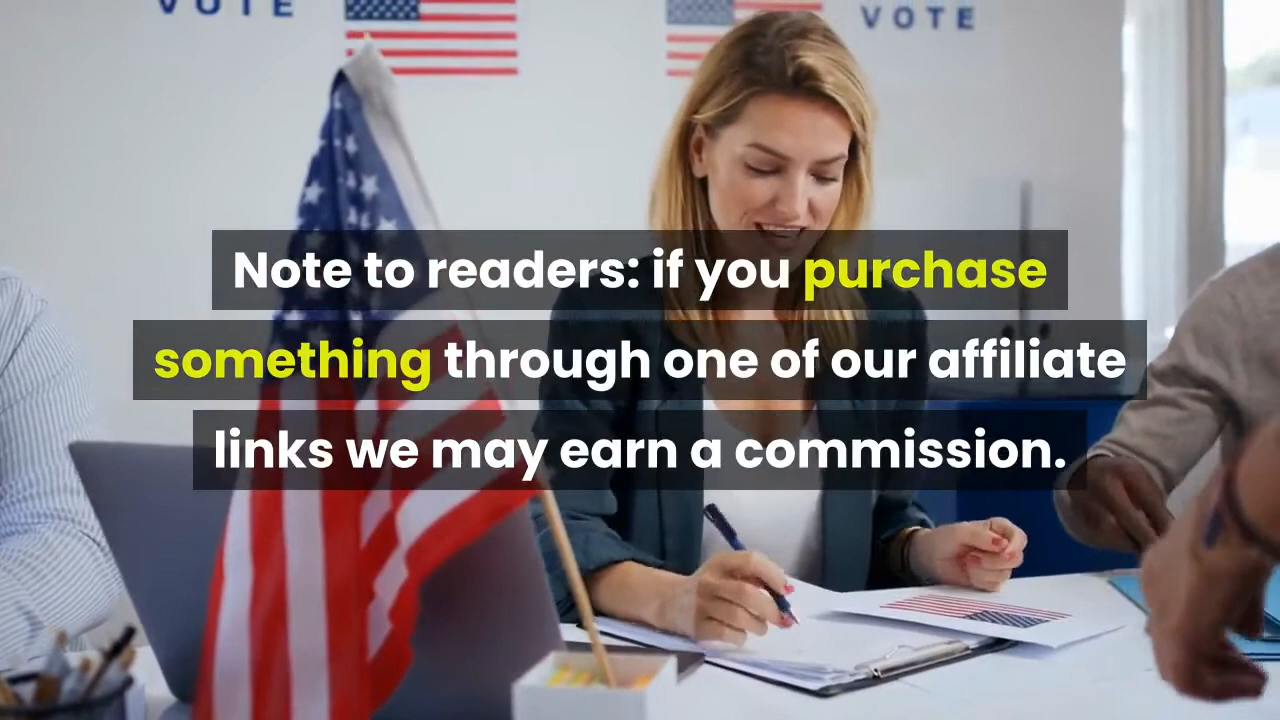 VOTE
VOTE
Note to readers: if you purchase
something through one of our affiliate
links we may earn a commission.